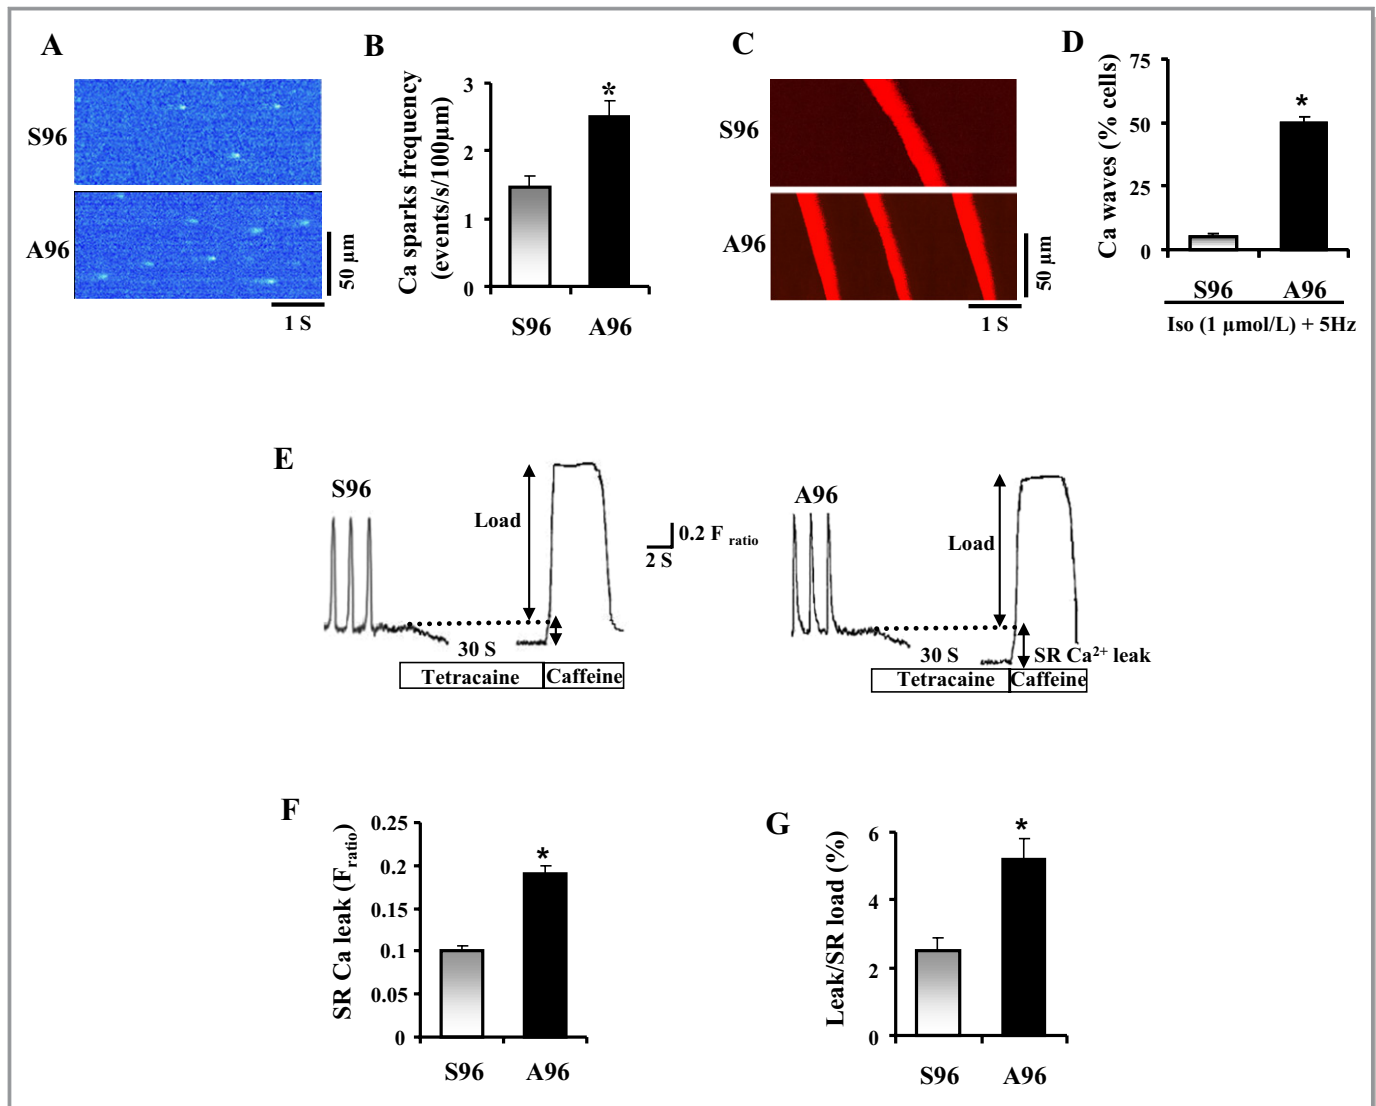 A
S96
A96
50 µm
1 S
B
Ca sparks frequency
(events/s/100µm)
3
2
1
0
*
S96
A96
C
S96
A96
50 µm
1 S
D
Ca waves (% cells)
75
50
25
0
*
S96
A96
Iso (1 µmol/L) + 5Hz
E
S96
Load
30 S
Tetracaine
Caffeine
0.2 F ratio
2 S
A96
Load
30 S
SR Ca²⁺ leak
Tetracaine
Caffeine
F
SR Ca leak (Fratio)
0.25
0.2
0.15
0.1
0.05
0
*
S96
A96
G
Leak/SR load (%)
6
4
2
0
*
S96
A96